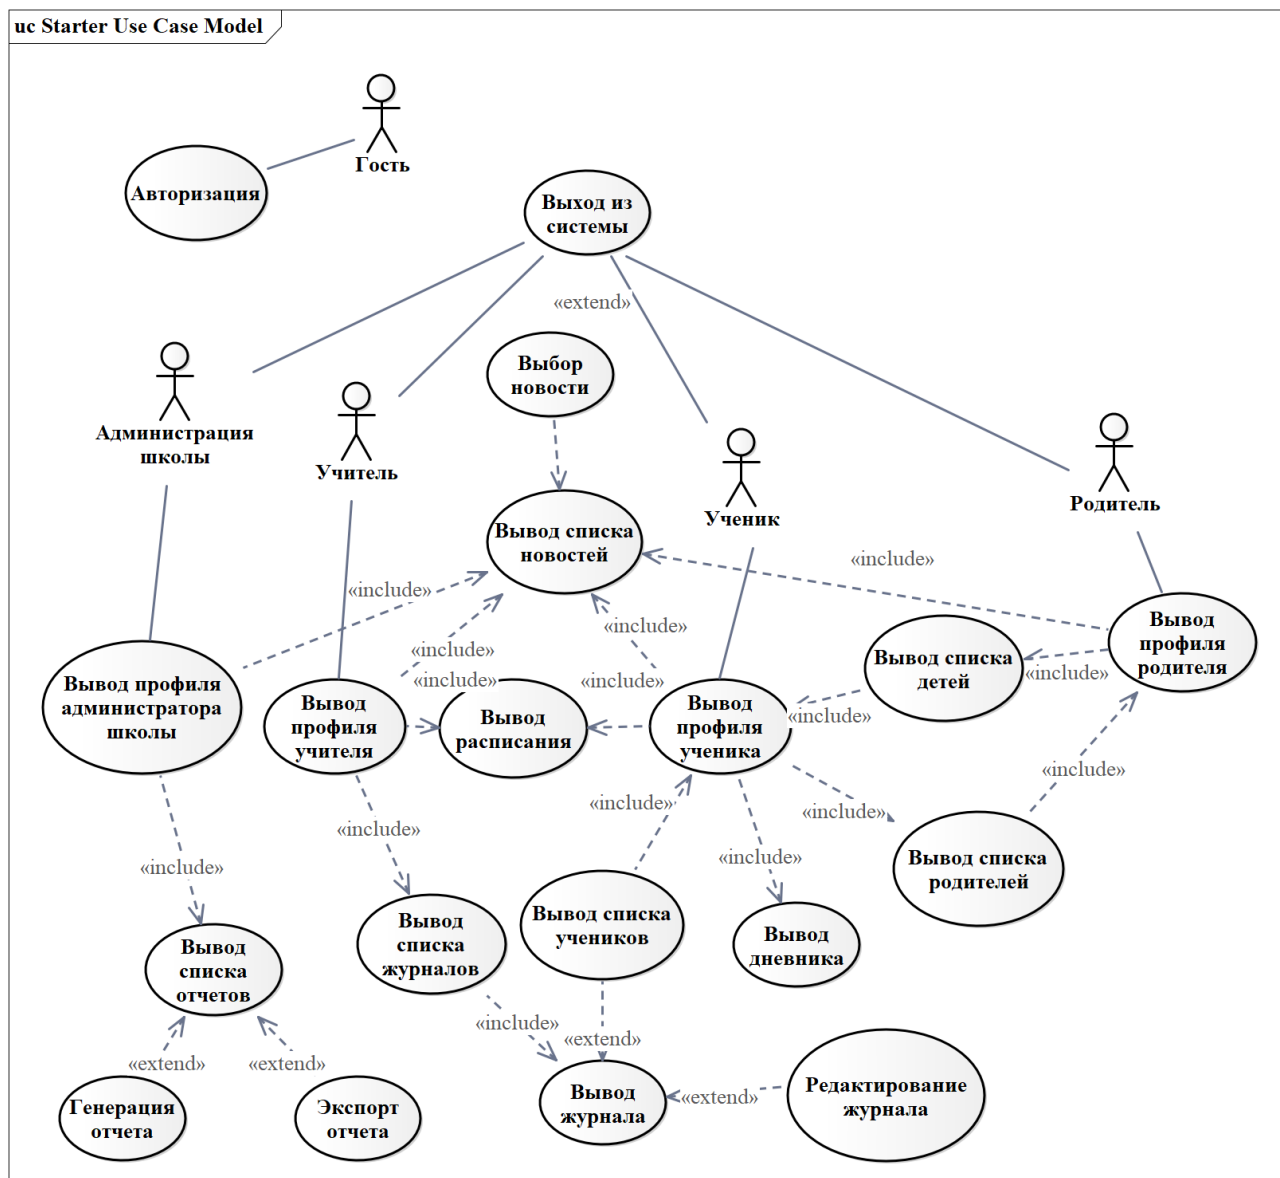 uc Starter Use Case Model
Гость
Авторизация
Выход из
системы
«extend»
Выбор
новости
Администрация
школы
Учитель
Ученик
Родитель
Вывод списка
новостей
«include»
«include»
«include»
«include»
«include»
«include»
«include»
«include»
«include»
Вывод
профиля
родителя
Вывод списка
детей
Вывод профиля
администратора
школы
Вывод
профиля
учителя
Вывод
расписания
Вывод
профиля
ученика
«include»
«include»
«include»
«include»
«include»
«include»
Вывод списка
родителей
Вывод списка
учеников
Вывод
дневника
Вывод
списка
журналов
Вывод
списка
отчетов
«include»
«extend»
«extend»
«extend»
«extend»
Генерация
отчета
Экспорт
отчета
Вывод
журнала
Редактирование
журнала